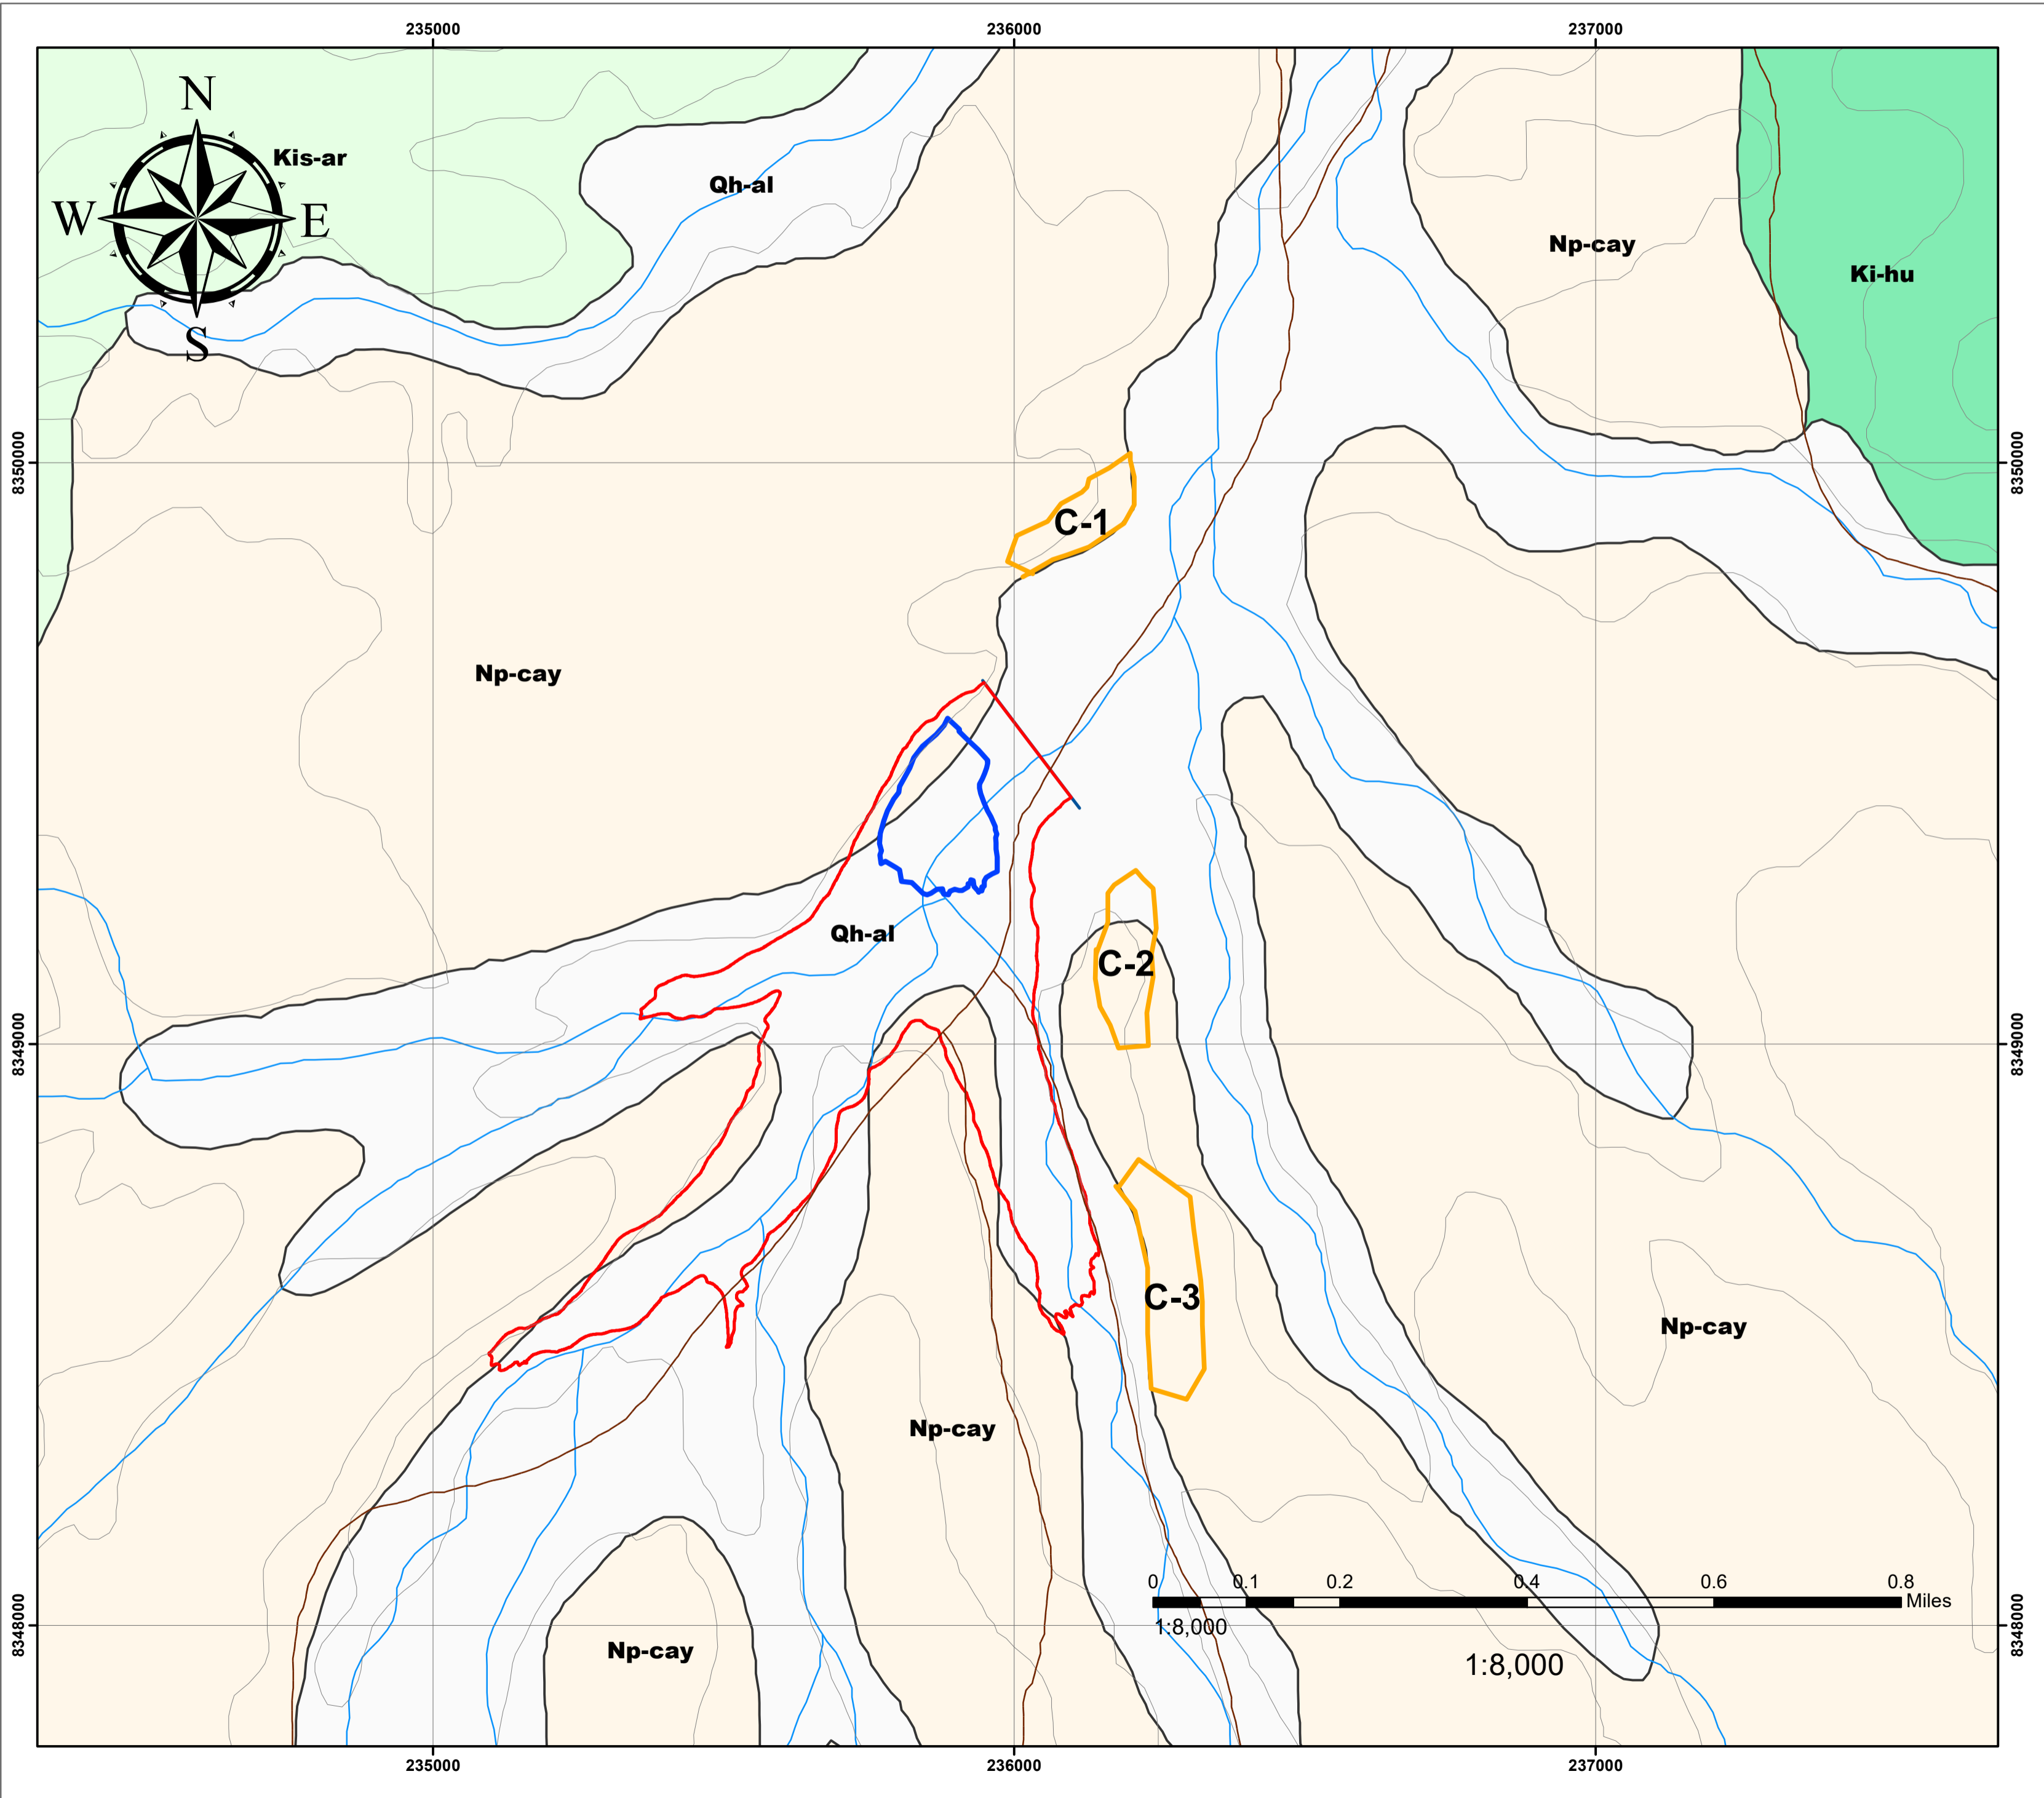 235000
236000
237000
N
Kis-ar
Qh-al
W
E
Np-cay
Ki-hu
S
8350000
8350000
C-1
Np-cay
Qh-al
C-2
8349000
8349000
C-3
Np-cay
Np-cay
0
0.1
0.2
0.4
0.6
0.8
Miles
1:8,000
8348000
8348000
Np-cay
1:8,000
235000
236000
237000